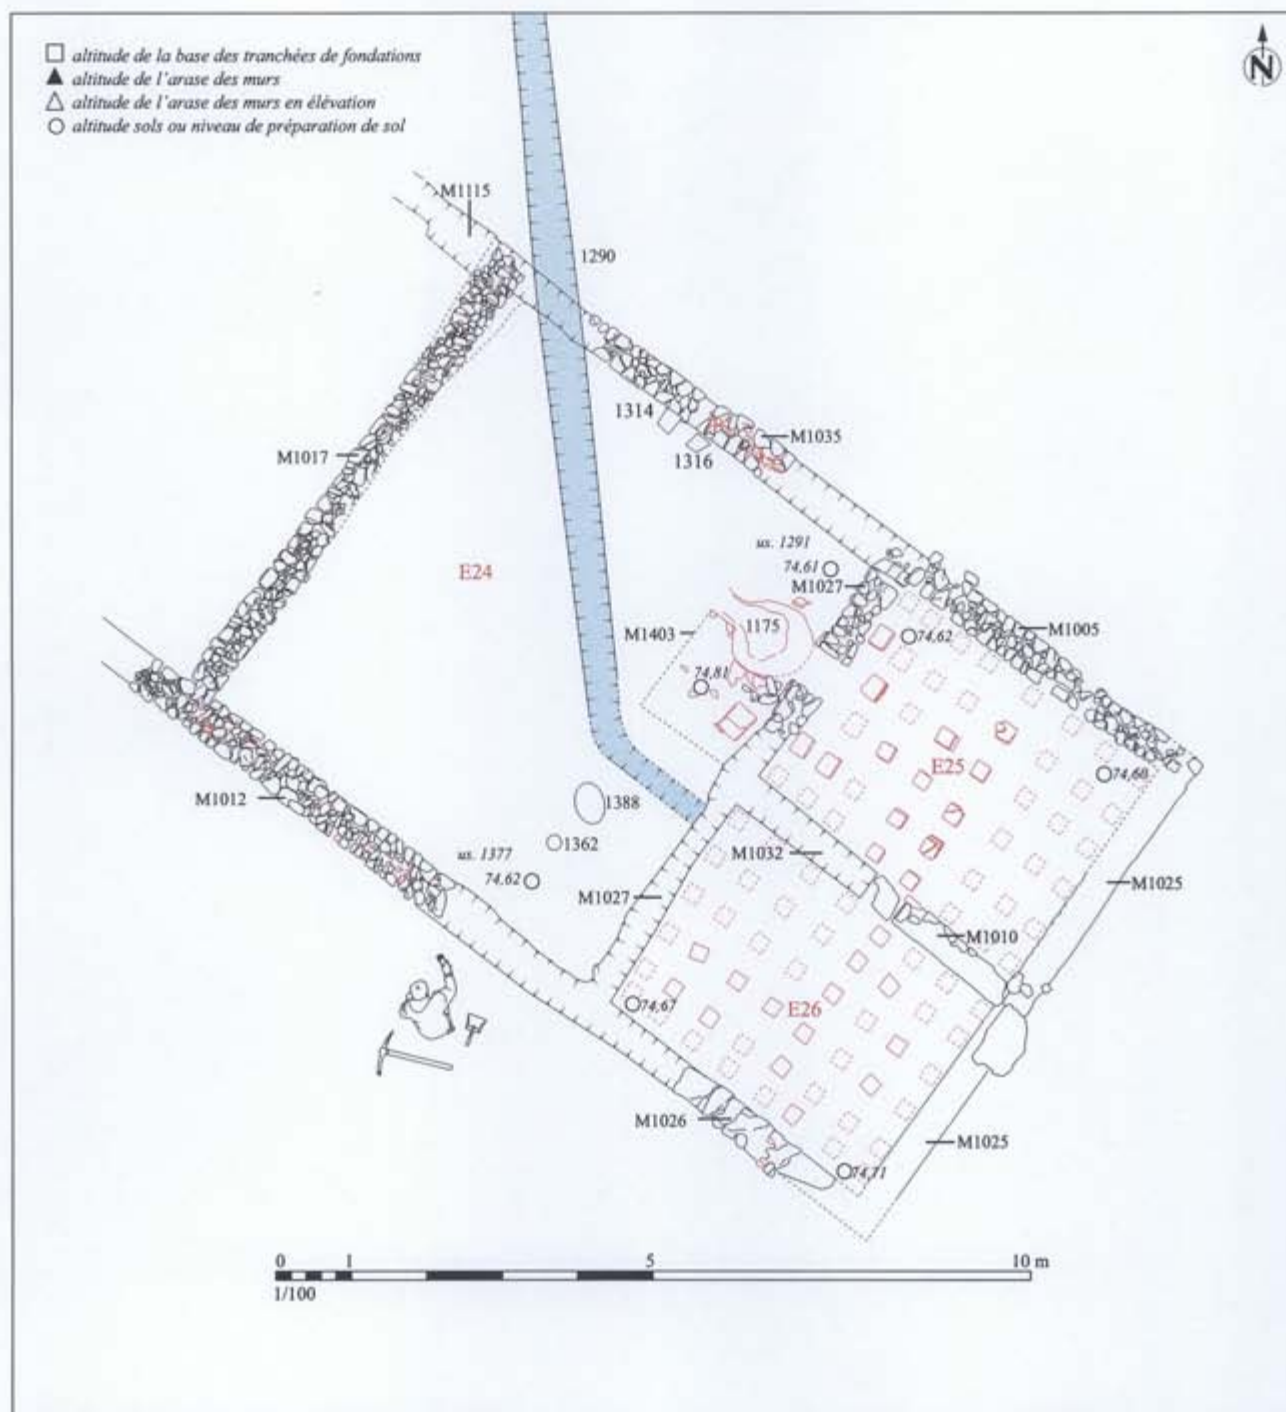 altitude de la base des tranchées de fondations
altitude de l'arase des murs
altitude de l'arase des murs en élévation
altitude sols ou niveau de préparation de sol
N
M1115
1290
1314
M1035
M1017
1316
us. 1291
E24
74,61
M1027
M1005
M1403
1175
74,62
74,81
E25
74,60
M1012
1388
1362
M1032
us. 1377
74,62
M1027
M1025
M1010
74,67
E26
M1026
M1025
74,71
0 1 5 10 m
1/100